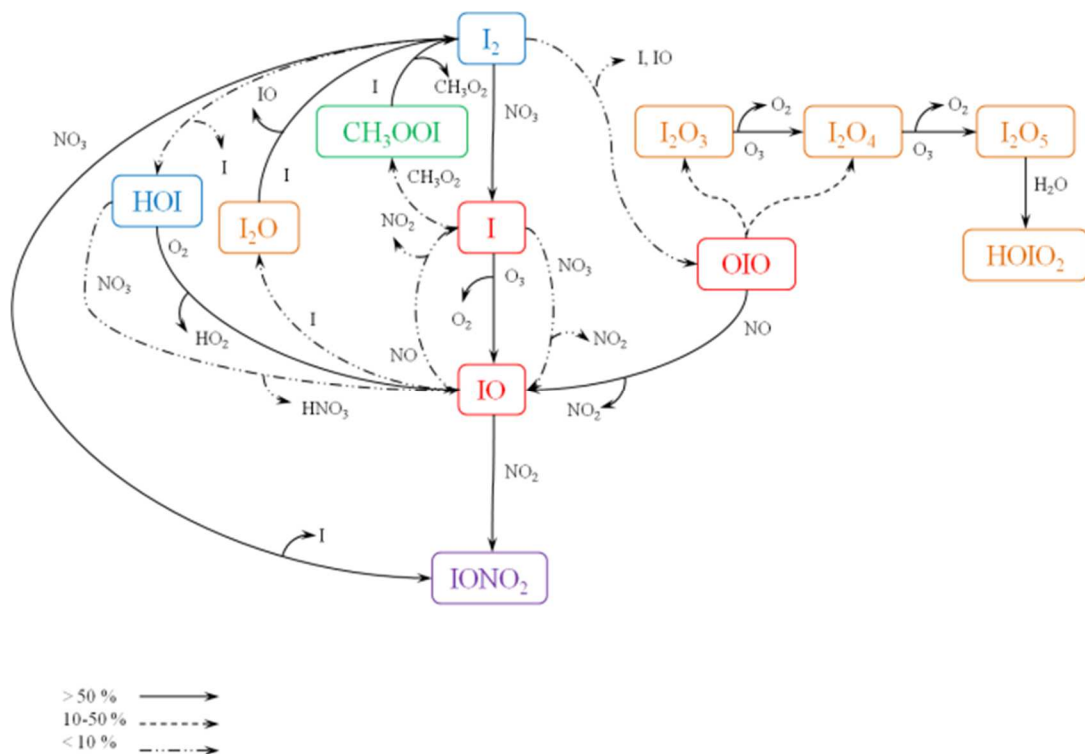 I₂
I, IO
IO
I
CH₃O₂
NO₃
NO₃
CH₃OOI
I₂O₃
O₂
O₃
I₂O₄
O₂
O₃
I₂O₅
I
I
CH₃O₂
H₂O
HOI
I₂O
NO₂
I
O₂
NO₃
O₃
NO₃
OIO
HOIO₂
I
O₂
HO₂
NO
NO₂
NO
IO
HNO₃
NO₂
NO₂
I
IONO₂
> 50 %
10-50 %
< 10 %